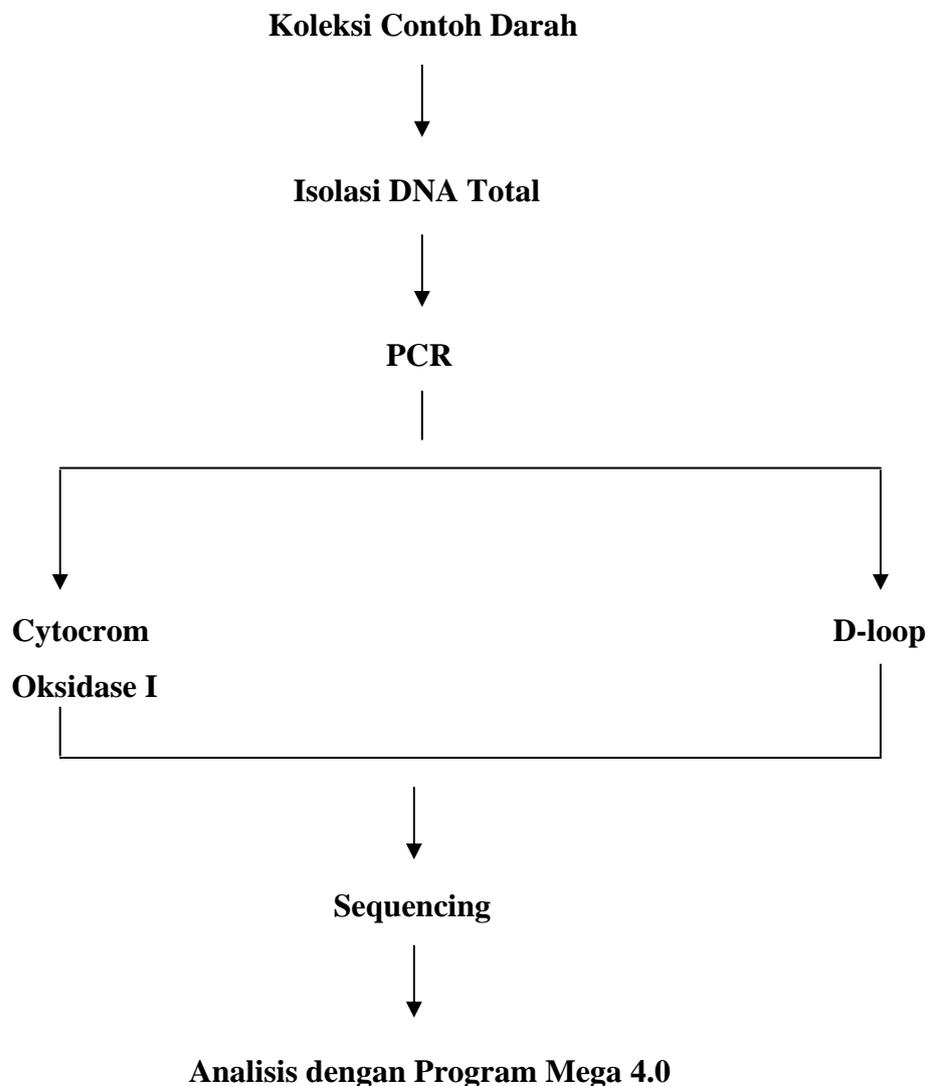 Koleksi Contoh Darah
Isolasi DNA Total
PCR
Cytocrom
Oksidase I
D-loop
Sequencing
Analisis dengan Program Mega 4.0